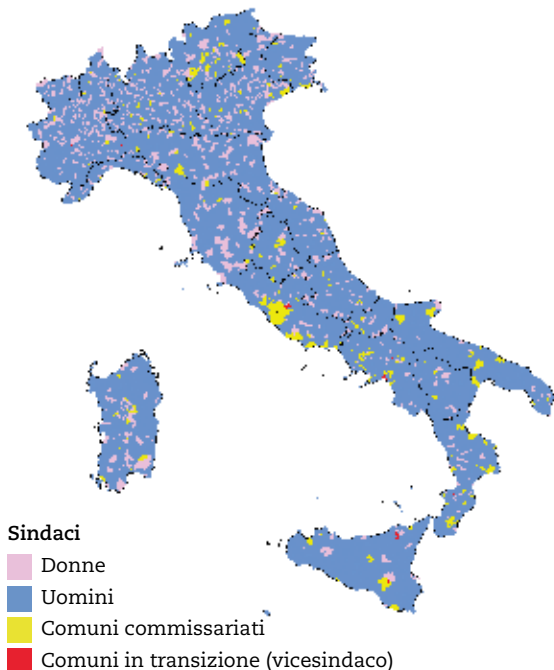 Sindaci
Donne
Uomini
Comuni commissariati
Comuni in transizione (vicesindaco)